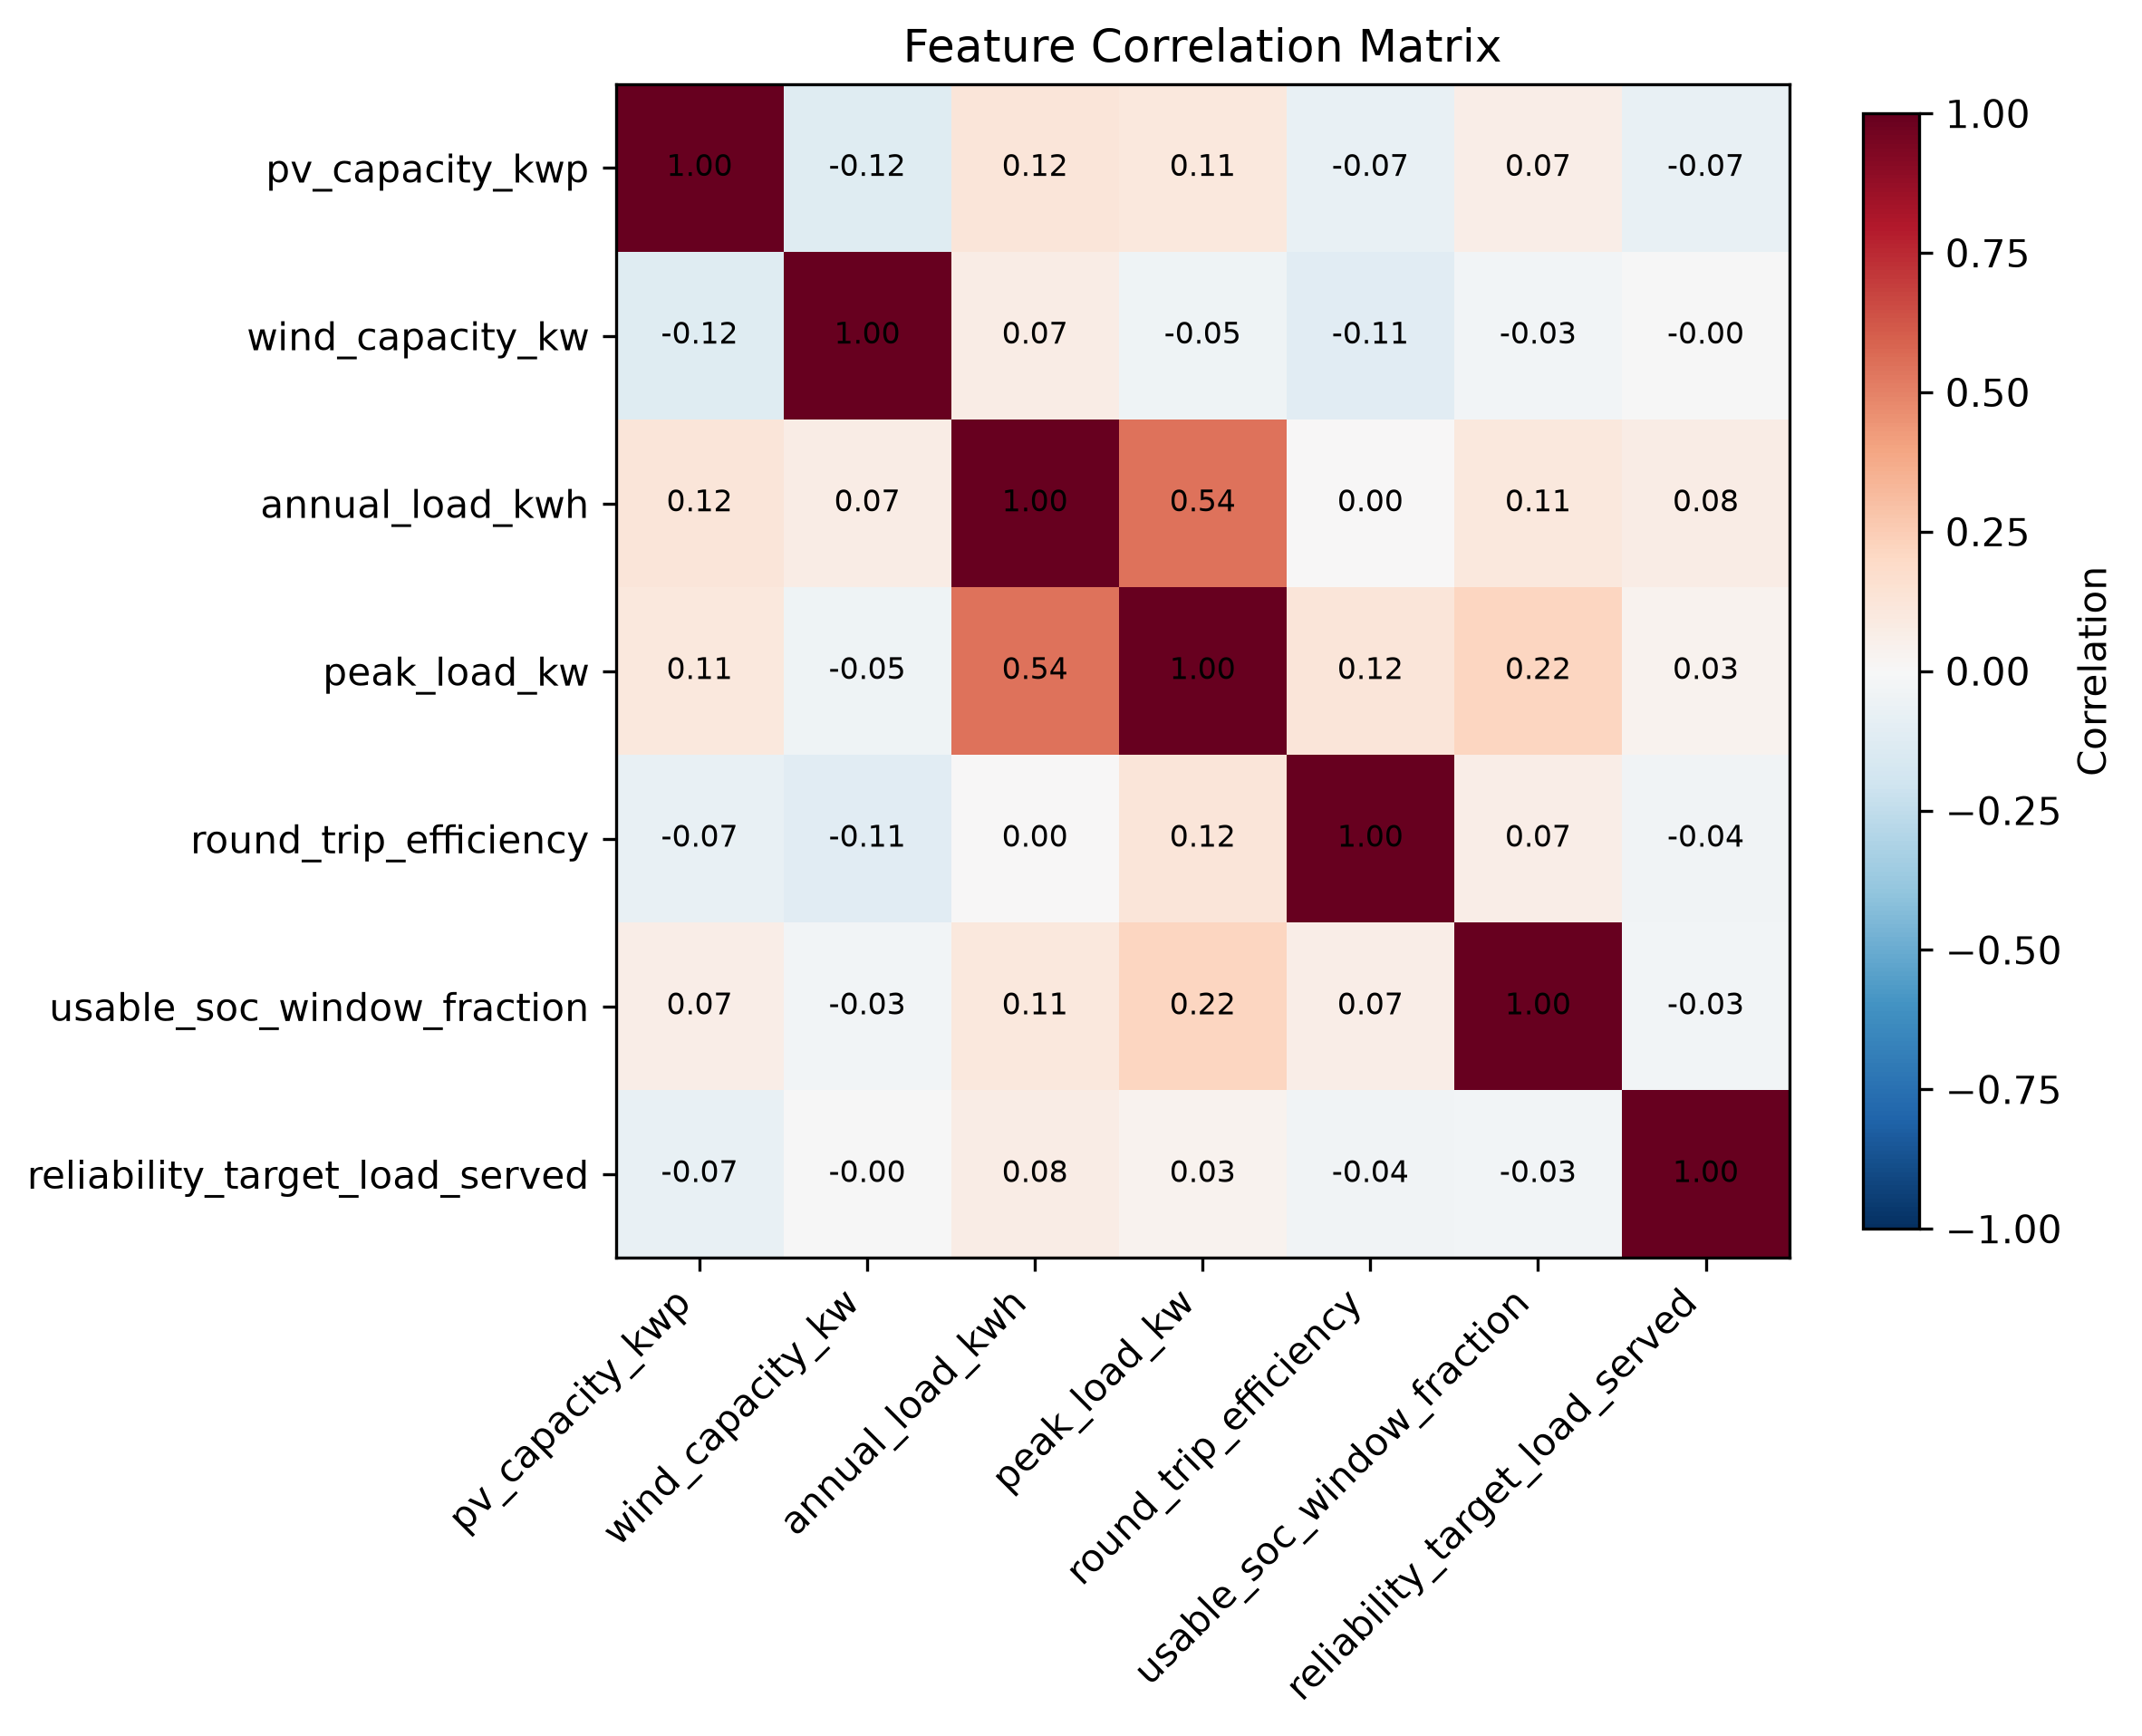 Feature Correlation Matrix
pv_capacity_kwp 1.00 -0.12 0.12 0.11 -0.07 0.07 -0.07
wind_capacity_kw -0.12 1.00 0.07 -0.05 -0.11 -0.03 -0.00
annual_load_kwh 0.12 0.07 1.00 0.54 0.00 0.11 0.08
peak_load_kw 0.11 -0.05 0.54 1.00 0.12 0.22 0.03
round_trip_efficiency -0.07 -0.11 0.00 0.12 1.00 0.07 -0.04
usable_soc_window_fraction 0.07 -0.03 0.11 0.22 0.07 1.00 -0.03
reliability_target_load_served -0.07 -0.00 0.08 0.03 -0.04 -0.03 1.00
pv_capacity_kwp
wind_capacity_kw
annual_load_kwh
peak_load_kw
round_trip_efficiency
usable_soc_window_fraction
reliability_target_load_served
1.00
0.75
0.50
0.25
0.00
−0.25
−0.50
−0.75
−1.00
Correlation